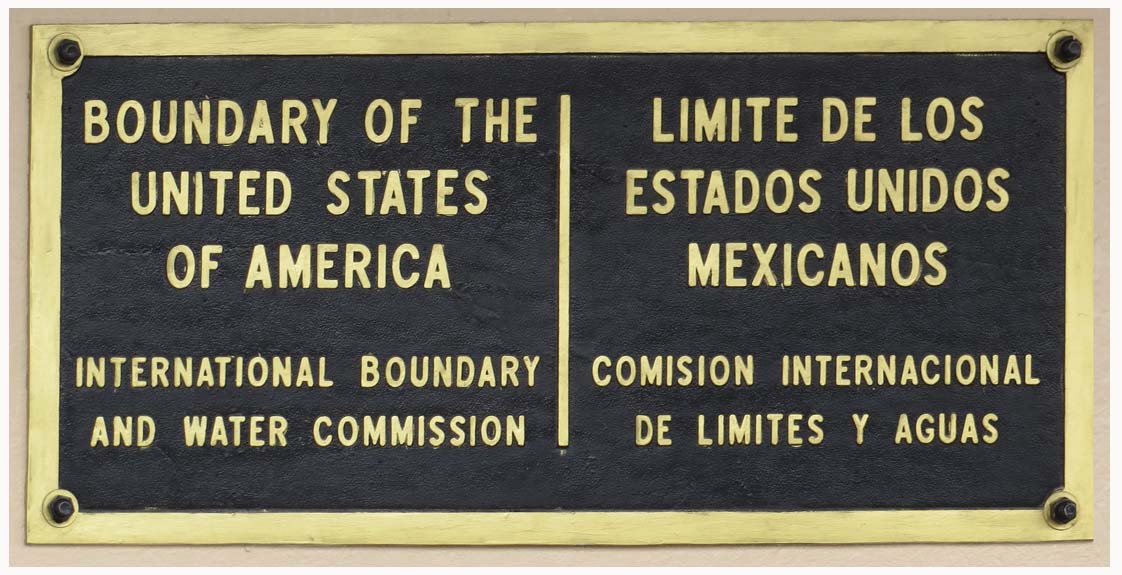 BOUNDARY OF THE
UNITED STATES
OF AMERICA
INTERNATIONAL BOUNDARY
AND WATER COMMISSION
LIMITE DE LOS
ESTADOS UNIDOS
MEXICANOS
COMISION INTERNACIONAL
DE LIMITES Y AGUAS